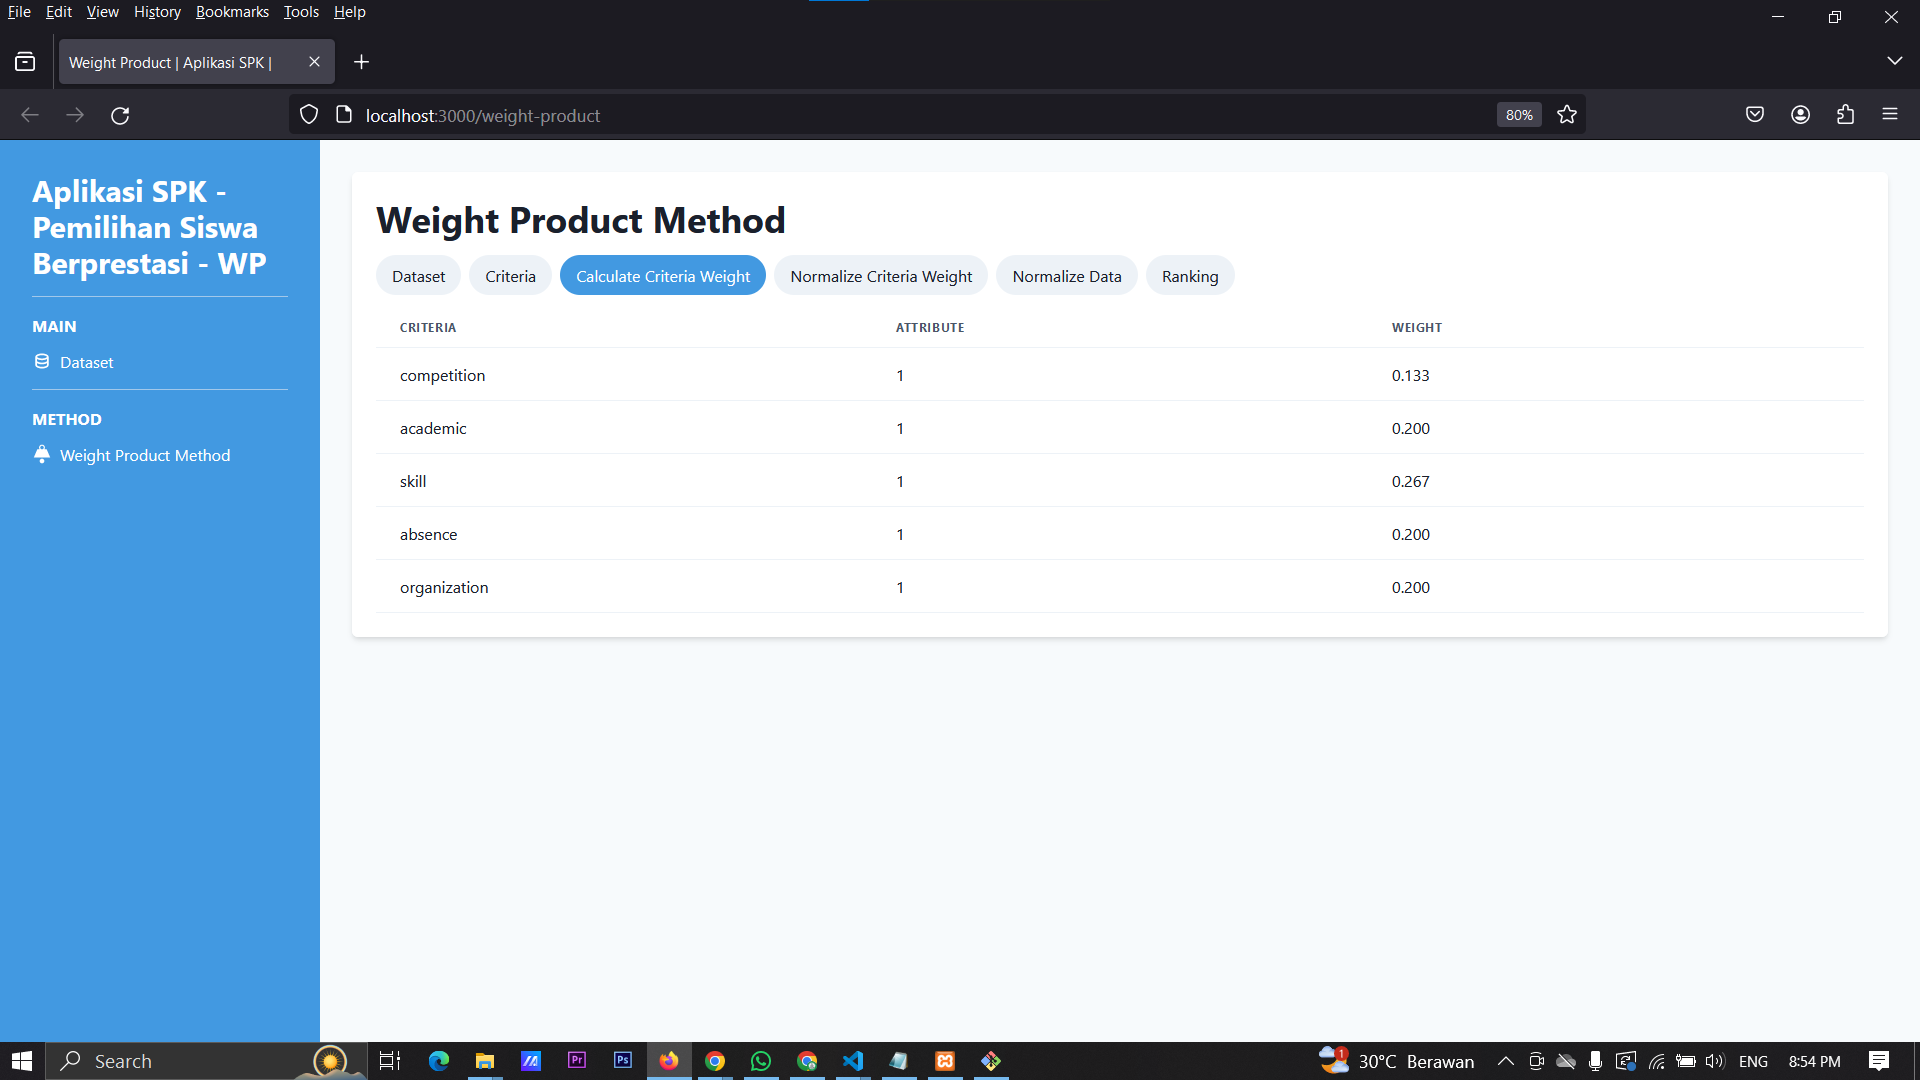 File Edit View History Bookmarks Tools Help
Weight Product | Aplikasi SPK |
localhost:3000/weight-product
80%
Aplikasi SPK -
Pemilihan Siswa
Berprestasi - WP
MAIN
Dataset
METHOD
Weight Product Method
Weight Product Method
Dataset Criteria Calculate Criteria Weight Normalize Criteria Weight Normalize Data Ranking
CRITERIA ATTRIBUTE WEIGHT
competition 1 0.133
academic 1 0.200
skill 1 0.267
absence 1 0.200
organization 1 0.200
Search
Pr
Ps
1
30°C Berawan
ENG
8:54 PM